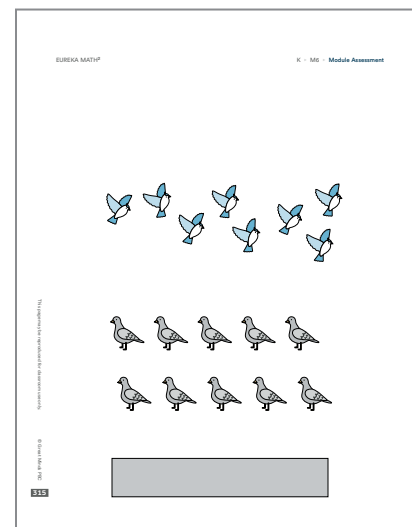 EUREKA MATH²
K • M6 • Module Assessment
This page may be reproduced for classroom use only.
© Great Minds PBC
315